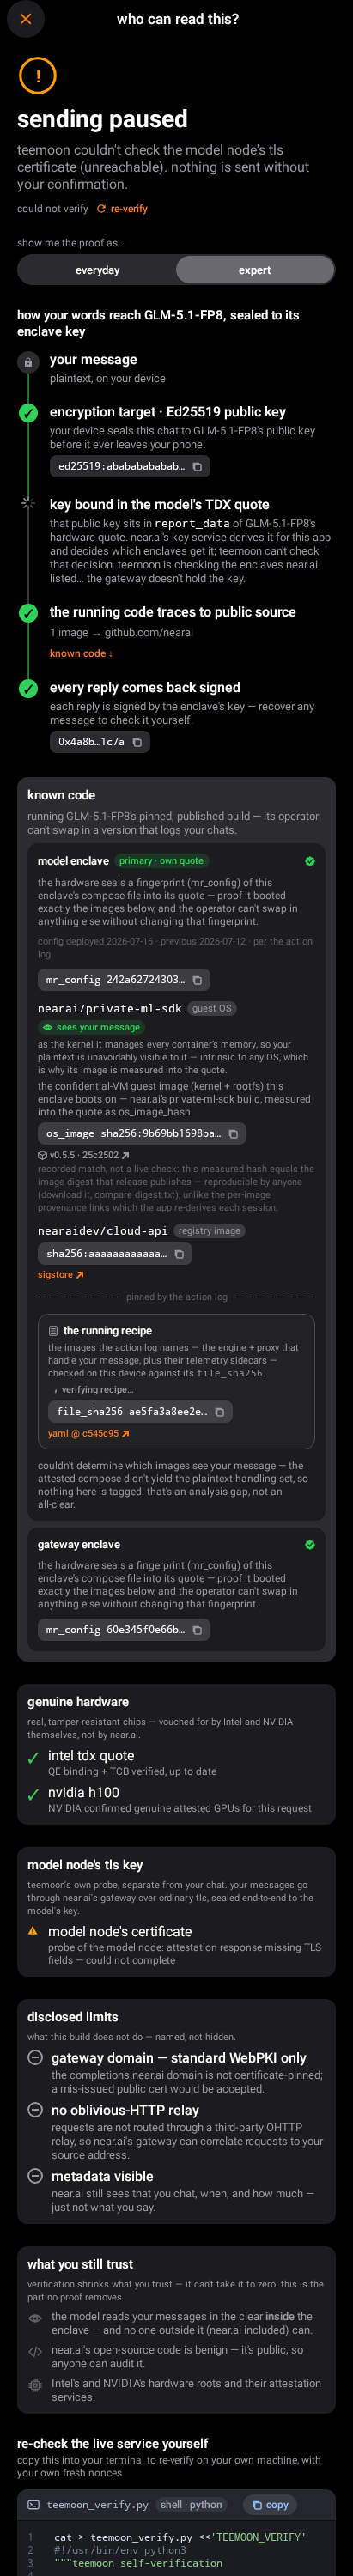 who can read this?
!
sending paused
teemoon couldn't check the model node's tls
certificate (unreachable). nothing is sent without
your confirmation.
could not verify re-verify
show me the proof as...
everyday expert
how your words reach GLM-5.1-FP8, sealed to its
enclave key
your message
plaintext, on your device
encryption target · Ed25519 public key
your device seals this chat to GLM-5.1-FP8's public key
before it ever leaves your phone.
ed25519:ababababab…
key bound in the model's TDX quote
that public key sits in report_data of GLM-5.1-FP8's
hardware quote. near.ai's key service derives it for this app
and decides which enclaves get it; teemoon can't check
that decision. teemoon is checking the enclaves near.ai
listed… the gateway doesn't hold the key.
the running code traces to public source
1 image → github.com/nearai
known code ↓
every reply comes back signed
each reply is signed by the enclave's key — recover any
message to check it yourself.
0x4a8b…1c7a
known code
running GLM-5.1-FP8's pinned, published build — its operator
can't swap in a version that logs your chats.
model enclave primary · own quote
the hardware seals a fingerprint (mr_config) of this
enclave's compose file into its quote — proof it booted
exactly the images below, and the operator can't swap in
anything else without changing that fingerprint.
config deployed 2026-07-16 · previous 2026-07-12 · per the action
log
mr_config 242a62724303…
nearai/private-ml-sdk guest OS
sees your message
as the kernel it manages every container's memory, so your
plaintext is unavoidably visible to it — intrinsic to any OS, which
is why its image is measured into the quote.
the confidential-VM guest image (kernel + rootfs) this
enclave boots on — near.ai's private-ml-sdk build, measured
into the quote as os_image_hash.
os_image sha256:9b69bb1698ba…
v0.5.5 · 25c2502
recorded match, not a live check: this measured hash equals the
image digest that release publishes — reproducible by anyone
(download it, compare digest.txt), unlike the per-image
provenance links which the app re-derives each session.
nearaidev/cloud-api registry image
sha256:aaaaaaaaaaaa…
sigstore
pinned by the action log
the running recipe
the images the action log names — the engine + proxy that
handle your message, plus their telemetry sidecars —
checked on this device against its file_sha256.
verifying recipe…
file_sha256 ae5fa3a8ee2e…
yaml @ c545c95
couldn't determine which images see your message — the
attested compose didn't yield the plaintext-handling set, so
nothing here is tagged. that's an analysis gap, not an
all-clear.
gateway enclave
the hardware seals a fingerprint (mr_config) of this
enclave's compose file into its quote — proof it booted
exactly the images below, and the operator can't swap in
anything else without changing that fingerprint.
mr_config 60e345f0e66b…
genuine hardware
real, tamper-resistant chips — vouched for by Intel and NVIDIA
themselves, not by near.ai.
intel tdx quote
QE binding + TCB verified, up to date
nvidia h100
NVIDIA confirmed genuine attested GPUs for this request
model node's tls key
teemoon's own probe, separate from your chat. your messages go
through near.ai's gateway over ordinary tls, sealed end-to-end to the
model's key.
model node's certificate
probe of the model node: attestation response missing TLS
fields — could not complete
disclosed limits
what this build does not do — named, not hidden.
gateway domain — standard WebPKI only
the completions.near.ai domain is not certificate-pinned;
a mis-issued public cert would be accepted.
no oblivious-HTTP relay
requests are not routed through a third-party OHTTP
relay, so near.ai's gateway can correlate requests to your
source address.
metadata visible
near.ai still sees that you chat, when, and how much —
just not what you say.
what you still trust
verification shrinks what you trust — it can't take it to zero. this is the
part no proof removes.
the model reads your messages in the clear inside the
enclave — and no one outside it (near.ai included) can.
near.ai's open-source code is benign — it's public, so
anyone can audit it.
Intel's and NVIDIA's hardware roots and their attestation
services.
re-check the live service yourself
copy this into your terminal to re-verify on your own machine, with
your own fresh nonces.
teemoon_verify.py shell · python copy
1 cat > teemoon_verify.py <<'TEEMOON_VERIFY'
2 #!/usr/bin/env python3
3 """teemoon self-verification